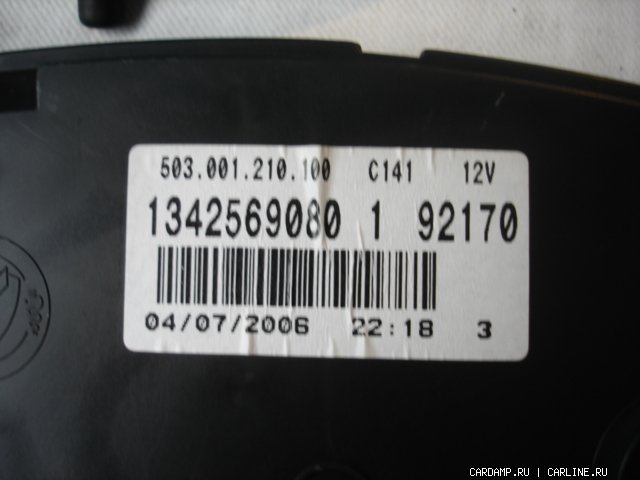 503.001.210.100 C141 12V
1342569080 1 92170
04/07/2006 22:18 3
CARDAMP.RU | CARLINE.RU